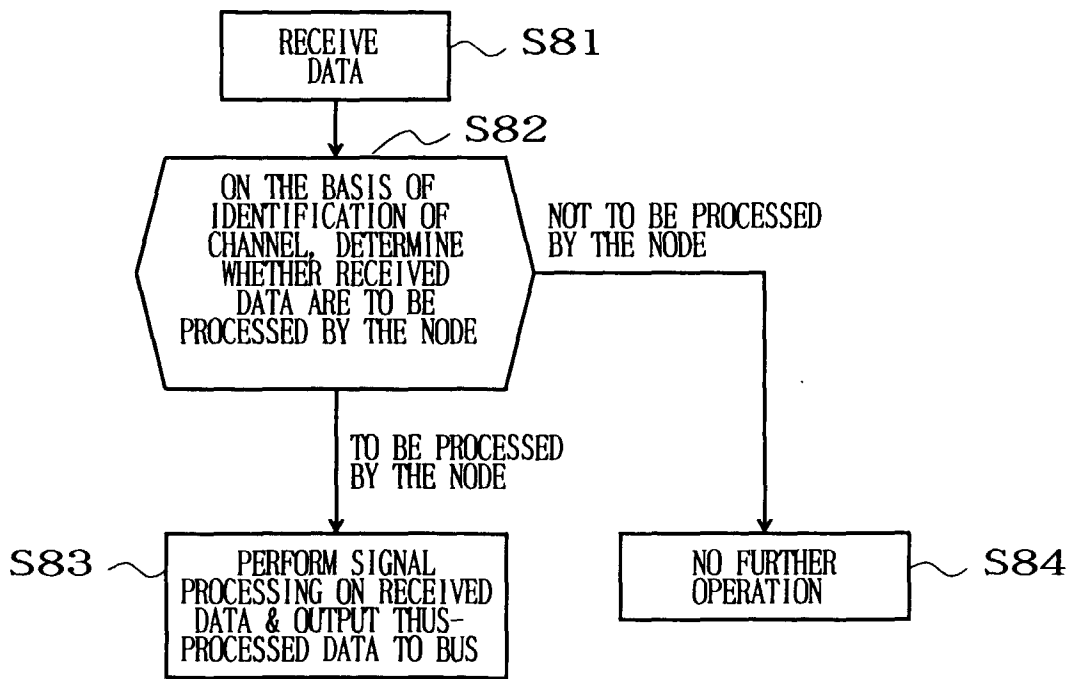 RECEIVE
DATA
S81
S82
ON THE BASIS OF
IDENTIFICATION OF
CHANNEL, DETERMINE
WHETHER RECEIVED
DATA ARE TO BE
PROCESSED BY THE NODE
NOT TO BE PROCESSED
BY THE NODE
TO BE PROCESSED
BY THE NODE
S83
PERFORM SIGNAL
PROCESSING ON RECEIVED
DATA & OUTPUT THUS-
PROCESSED DATA TO BUS
NO FURTHER
OPERATION
S84